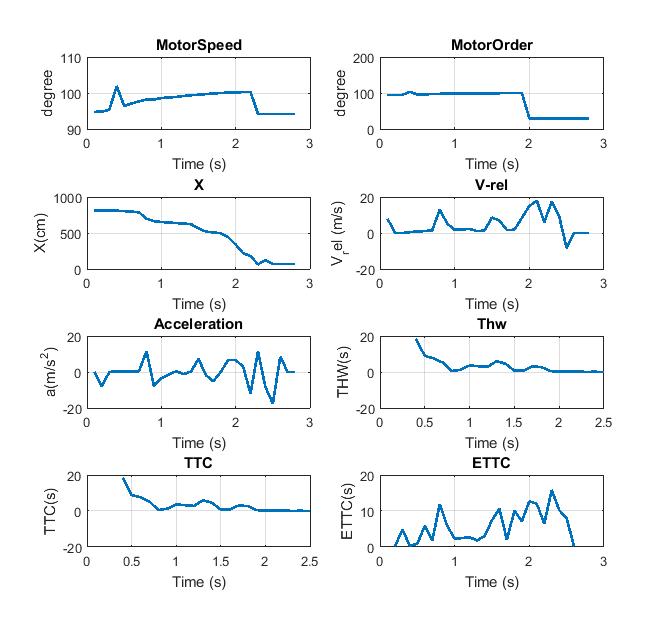 MotorSpeed
110
100
90
degree
0 1 2 3
Time (s)
MotorOrder
200
100
0
degree
0 1 2 3
Time (s)
X
1000
500
0
X(cm)
0 1 2 3
Time (s)
V-rel
20
0
-20
V_rel (m/s)
0 1 2 3
Time (s)
Acceleration
20
0
-20
a(m/s²)
0 1 2 3
Time (s)
Thw
20
0
-20
THW(s)
0 0.5 1 1.5 2 2.5
Time (s)
TTC
20
0
-20
TTC(s)
0 0.5 1 1.5 2 2.5
Time (s)
ETTC
20
10
0
ETTC(s)
0 1 2 3
Time (s)